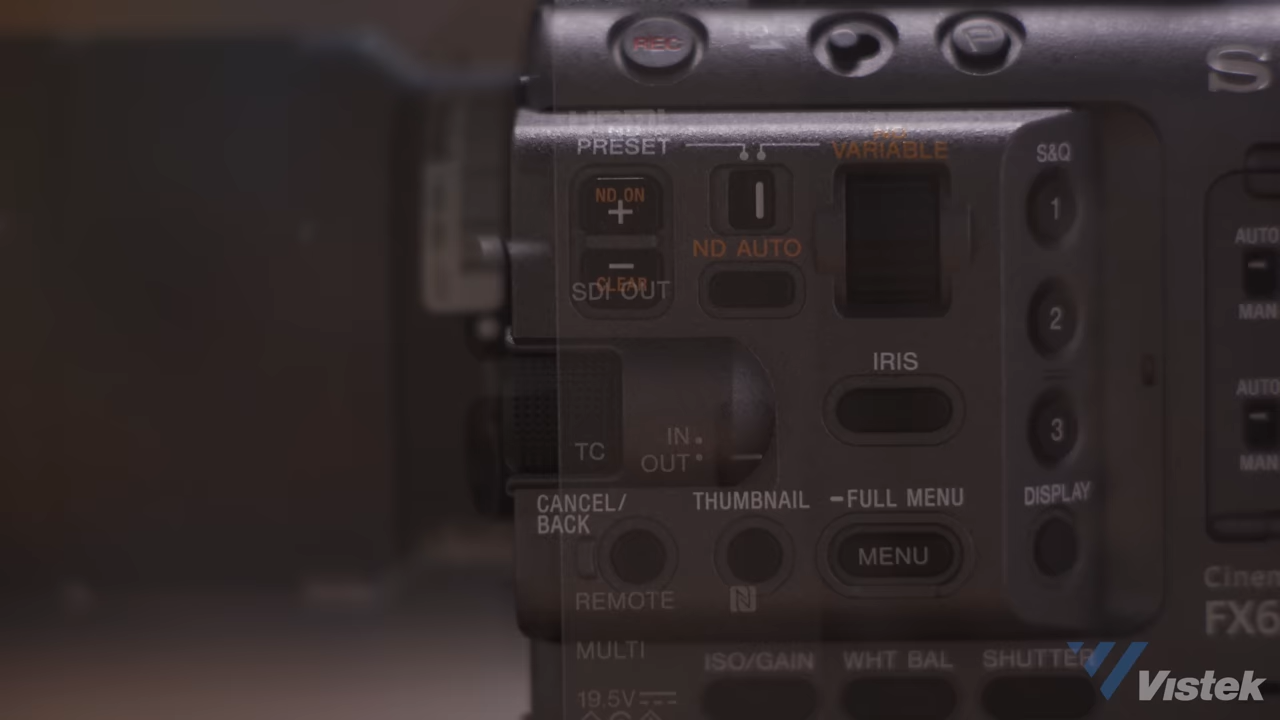 REC
S
HDMI
PRESET
VARIABLE
S&Q
ND ON
+
1
ND AUTO
AUTO
−
CLEAR
SDI OUT
2
MAN
IRIS
AUTO
3
IN
TC
OUT
MAN
CANCEL/
BACK
THUMBNAIL
−FULL MENU
DISPLAY
MENU
Cinem
REMOTE
N
FX6
MULTI
ISO/GAIN
WHT BAL
SHUTTER
Vistek
19.5V